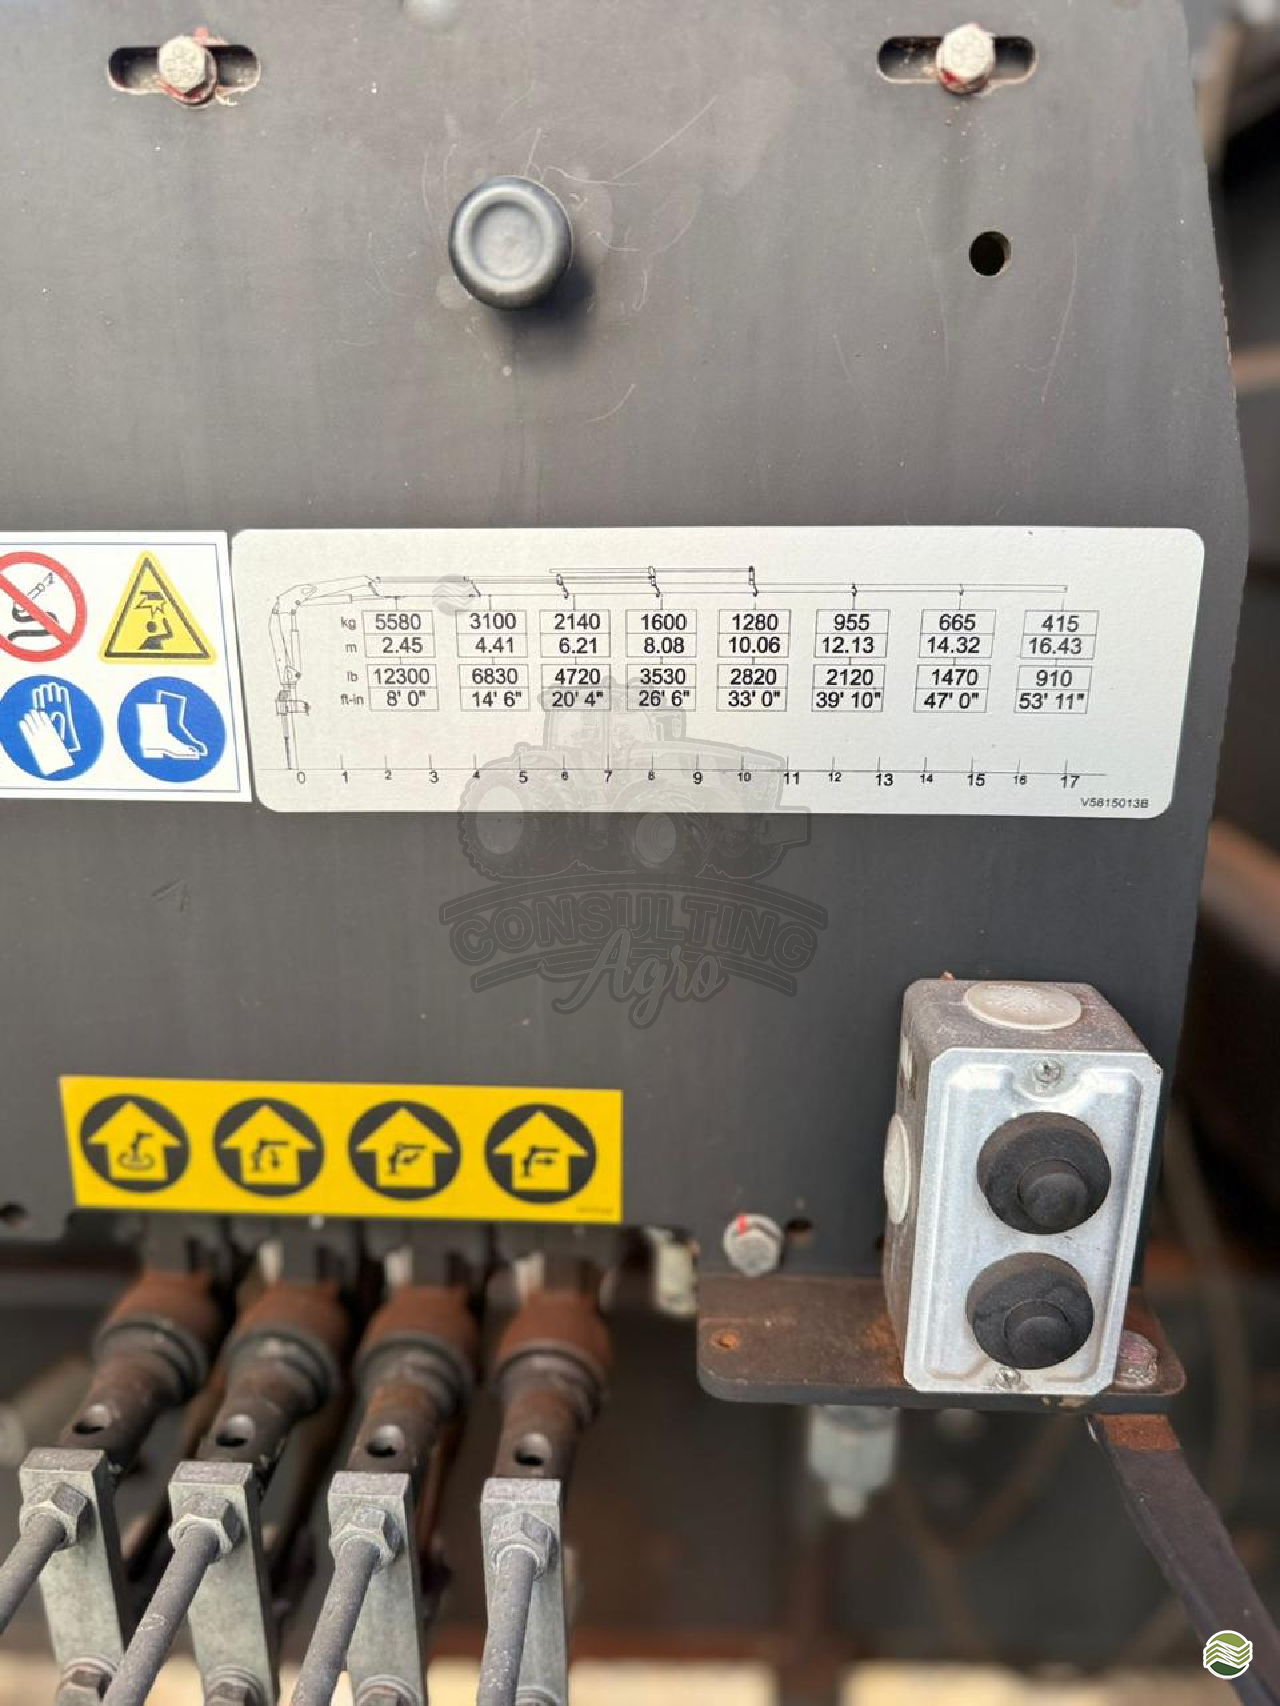 kg 5580 3100 2140 1600 1280 955 665 415
m 2.45 4.41 6.21 8.08 10.06 12.13 14.32 16.43
lb 12300 6830 4720 3530 2820 2120 1470 910
ft-in 8' 0" 14' 6" 20' 4" 26' 6" 33' 0" 39' 10" 47' 0" 53' 11"
0 1 2 3 4 5 6 7 8 9 10 11 12 13 14 15 16 17
V5815013B
CONSULTING
Agro